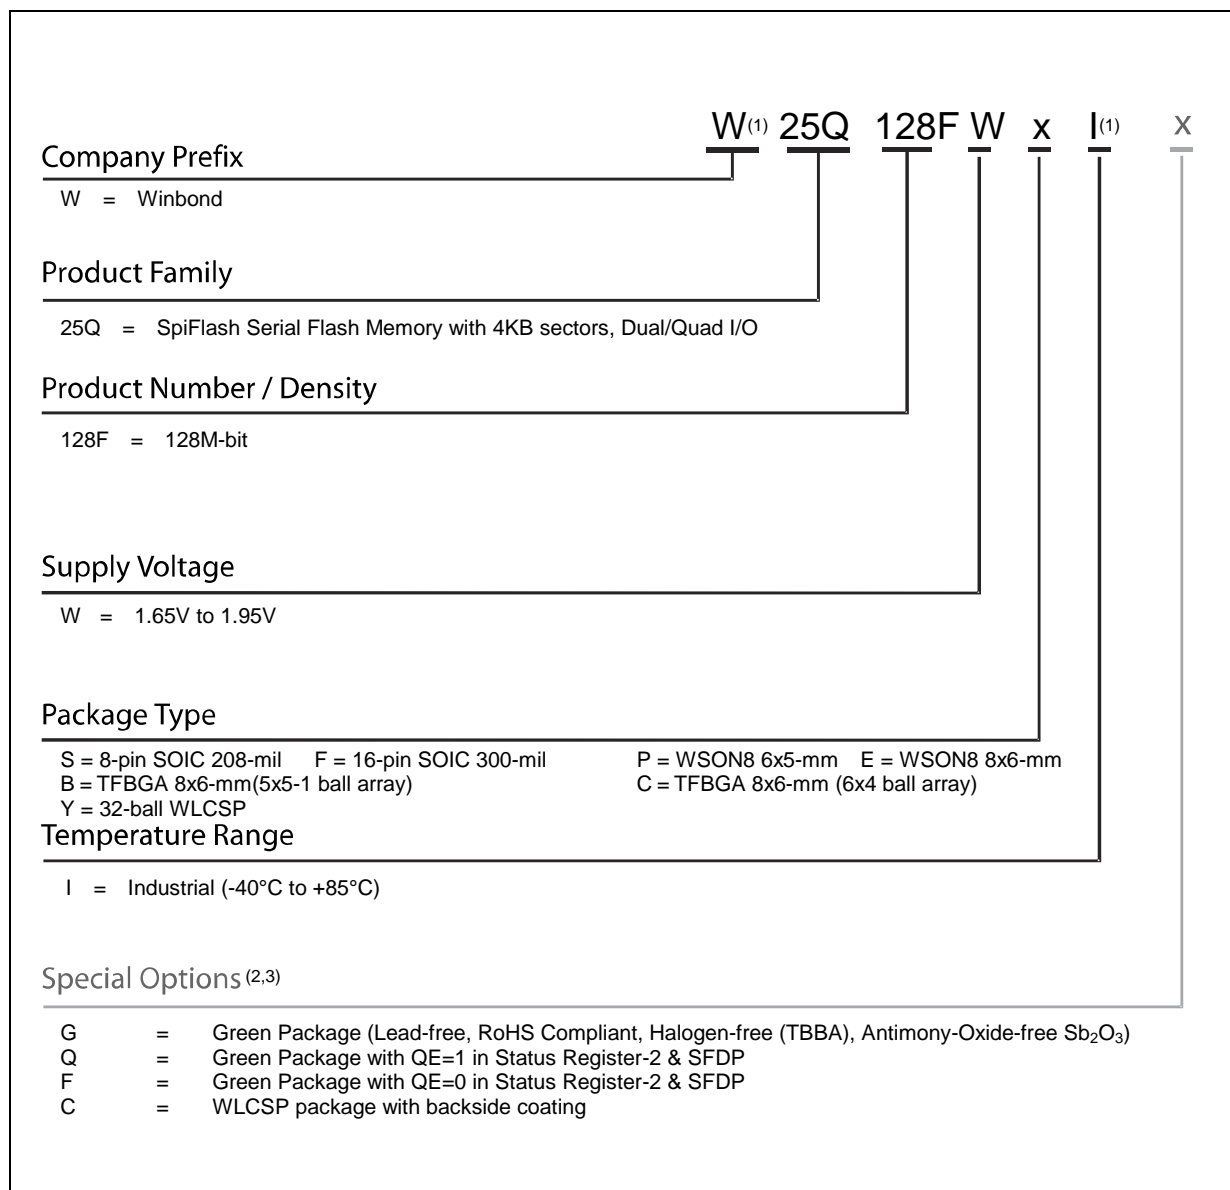 W(1) 25Q 128F W x I(1) x
Company Prefix
W = Winbond
Product Family
25Q = SpiFlash Serial Flash Memory with 4KB sectors, Dual/Quad I/O
Product Number / Density
128F = 128M-bit
Supply Voltage
W = 1.65V to 1.95V
Package Type
S = 8-pin SOIC 208-mil F = 16-pin SOIC 300-mil P = WSON8 6x5-mm E = WSON8 8x6-mm
B = TFBGA 8x6-mm(5x5-1 ball array) C = TFBGA 8x6-mm (6x4 ball array)
Y = 32-ball WLCSP
Temperature Range
I = Industrial (-40°C to +85°C)
Special Options (2,3)
G = Green Package (Lead-free, RoHS Compliant, Halogen-free (TBBA), Antimony-Oxide-free Sb₂O₃)
Q = Green Package with QE=1 in Status Register-2 & SFDP
F = Green Package with QE=0 in Status Register-2 & SFDP
C = WLCSP package with backside coating